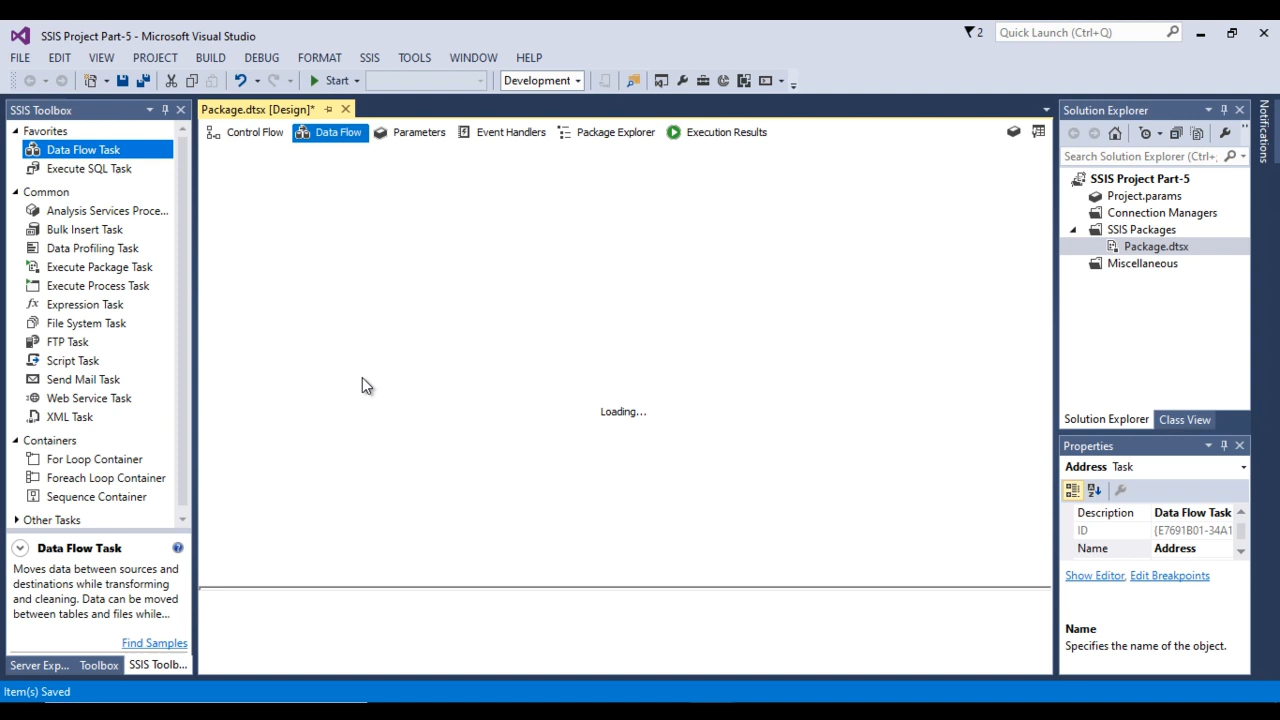 SSIS Project Part-5 - Microsoft Visual Studio
2
Quick Launch (Ctrl+Q)
FILE EDIT VIEW PROJECT BUILD DEBUG FORMAT SSIS TOOLS WINDOW HELP
Start
Development
SSIS Toolbox
Favorites
Data Flow Task
Execute SQL Task
Common
Analysis Services Proce...
Bulk Insert Task
Data Profiling Task
Execute Package Task
Execute Process Task
fx Expression Task
File System Task
FTP Task
Script Task
Send Mail Task
Web Service Task
XML Task
Containers
For Loop Container
Foreach Loop Container
Sequence Container
Other Tasks
Data Flow Task
Moves data between sources and
destinations while transforming
and cleaning. Data can be moved
between tables and files while...
Find Samples
Server Exp... Toolbox SSIS Toolb...
Package.dtsx [Design]*
Control Flow Data Flow Parameters Event Handlers Package Explorer Execution Results
Loading...
Solution Explorer
Search Solution Explorer (Ctrl+;
SSIS Project Part-5
Project.params
Connection Managers
SSIS Packages
Package.dtsx
Miscellaneous
Solution Explorer Class View
Properties
Address Task
Description Data Flow Task
ID {E7691B01-34A1
Name Address
Show Editor, Edit Breakpoints
Name
Specifies the name of the object.
Notifications
Item(s) Saved